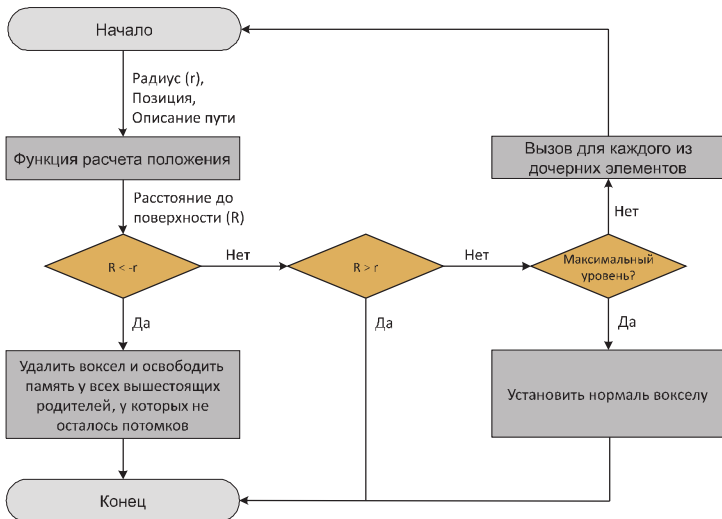 Начало
Радиус (r),
Позиция,
Описание пути
Функция расчета положения
Вызов для каждого из
дочерних элементов
Расстояние до
поверхности (R)
Нет
R < -r
Нет
R > r
Нет
Максимальный
уровень?
Да
Да
Да
Удалить воксел и освободить
память у всех вышестоящих
родителей, у которых не
осталось потомков
Установить нормаль вокселу
Конец